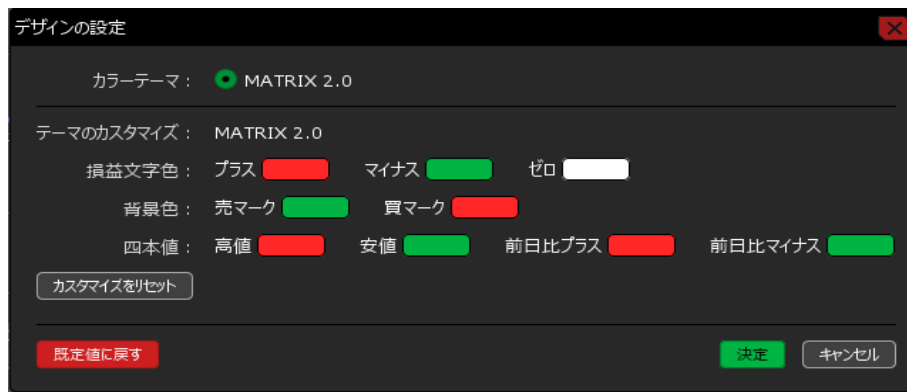 デザインの設定
カラーテーマ : MATRIX 2.0
テーマのカスタマイズ : MATRIX 2.0
損益文字色 : プラス マイナス ゼロ
背景色 : 売マーク 買マーク
四本値 : 高値 安値 前日比プラス 前日比マイナス
カスタマイズをリセット
既定値に戻す 決定 キャンセル